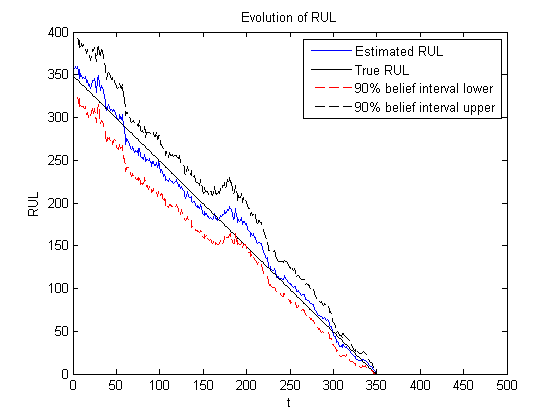 Evolution of RUL
400
350
300
250
200
150
100
50
0
RUL
Estimated RUL
True RUL
90% belief interval lower
90% belief interval upper
0 50 100 150 200 250 300 350 400 450 500
t